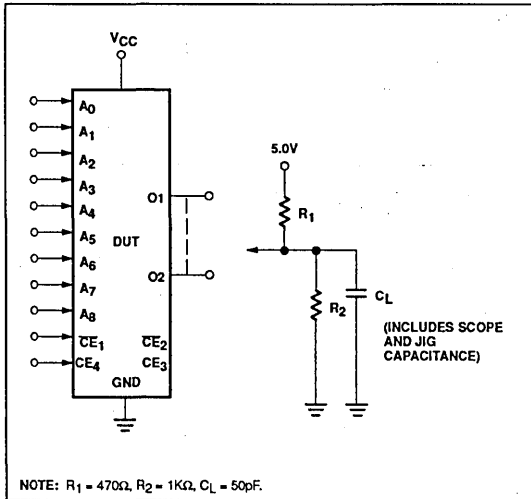 VCC
A0
A1
A2
A3
A4
A5
A6
A7
A8
CE1
CE4
DUT
O1
O2
CE2
CE3
GND
5.0V
R1
R2
CL
(INCLUDES SCOPE
AND JIG
CAPACITANCE)
NOTE: R1 = 470Ω, R2 = 1KΩ, CL = 50pF.